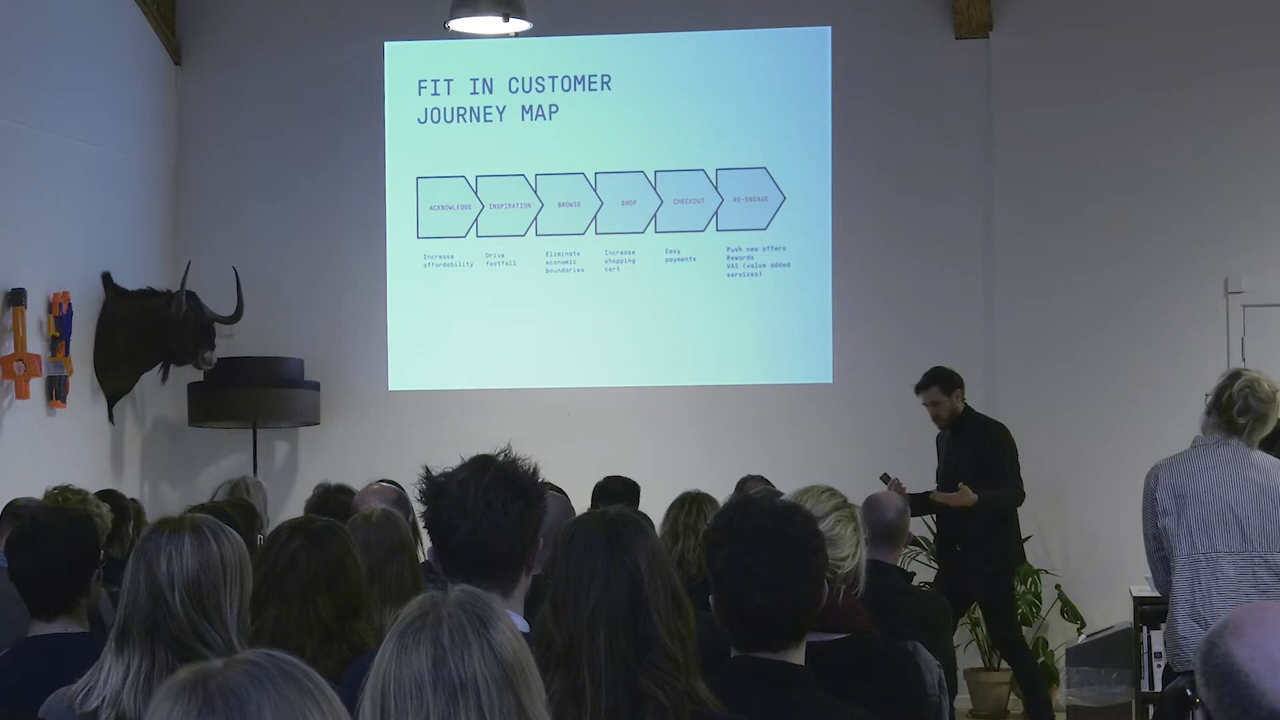 FIT IN CUSTOMER
JOURNEY MAP
ACKNOWLEDGE
INSPIRATION
BROWSE
SHOP
CHECKOUT
RE-ENGAGE
Increase
affordability
Drive
footfall
Eliminate
economic
boundaries
Increase
shopping
cart
Easy
payments
Push new offers
Rewards
VAS (value added
services)